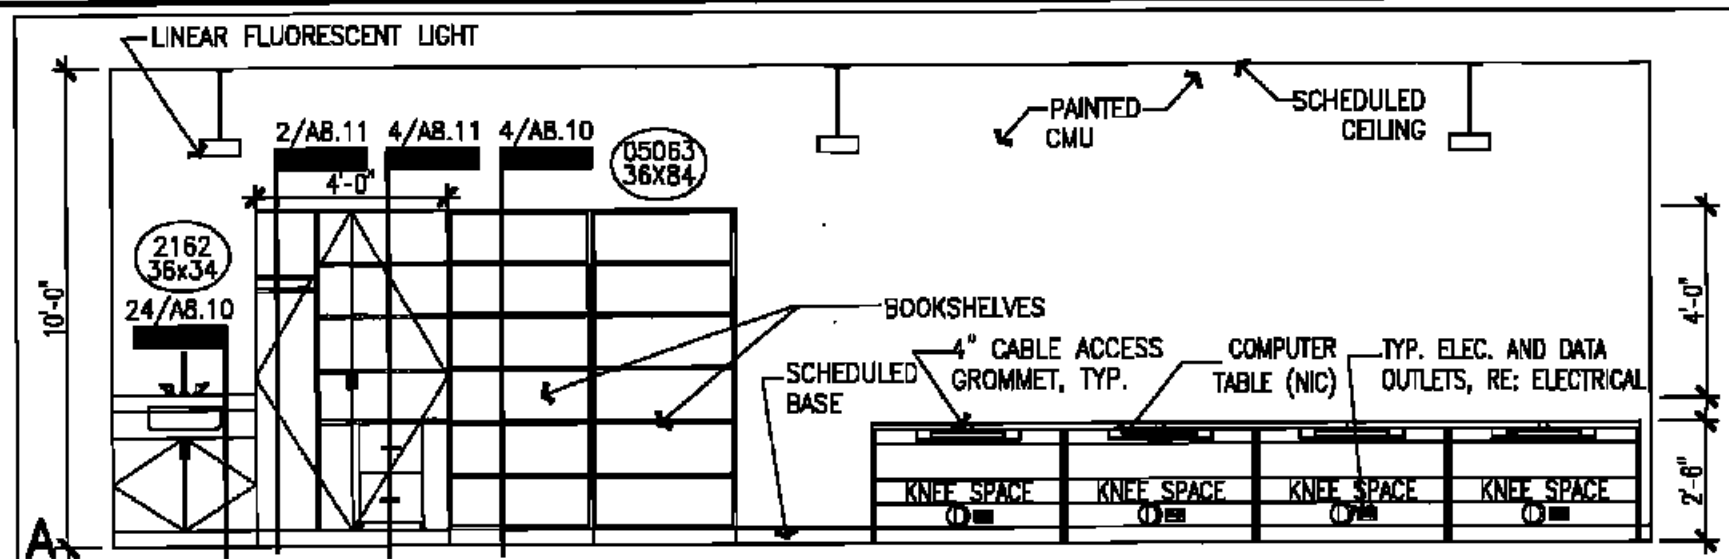 LINEAR FLUORESCENT LIGHT
2/A8.11 4/A8.11 4/A8.10
05063
36X84
PAINTED
CMU
SCHEDULED
CEILING
4'-0"
2162
36x34
24/A8.10
10'-0"
BOOKSHELVES
SCHEDULED
BASE
4" CABLE ACCESS
GROMMET, TYP.
COMPUTER
TABLE (NIC)
TYP. ELEC. AND DATA
OUTLETS, RE: ELECTRICAL
4'-0"
2'-6"
KNEE SPACE KNEE SPACE KNEE SPACE KNEE SPACE
A